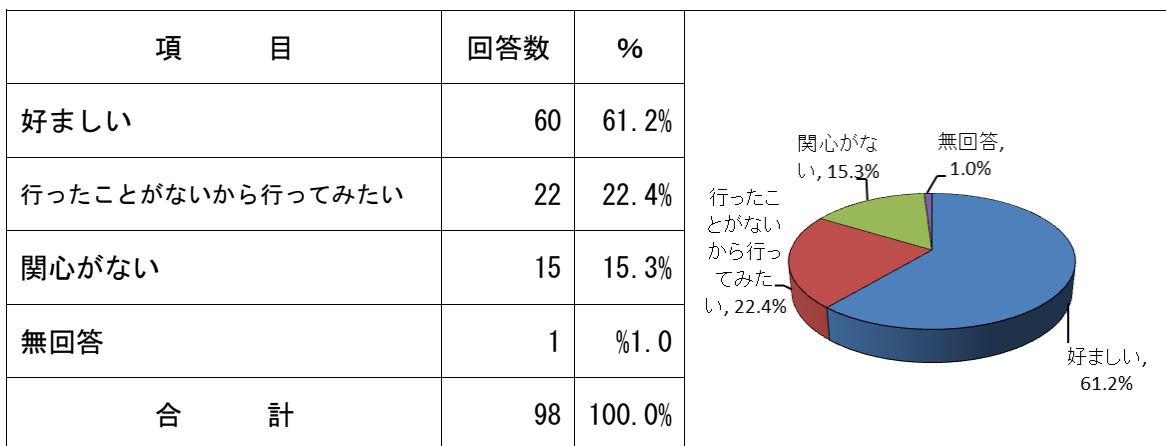 項　目 回答数 %
好ましい 60 61.2%
行ったことがないから行ってみたい 22 22.4%
関心がない 15 15.3%
無回答 1 %1.0
合　計 98 100.0%
関心がな
い, 15.3%
無回答,
1.0%
行ったこ
とがない
から行っ
てみた
い, 22.4%
好ましい,
61.2%